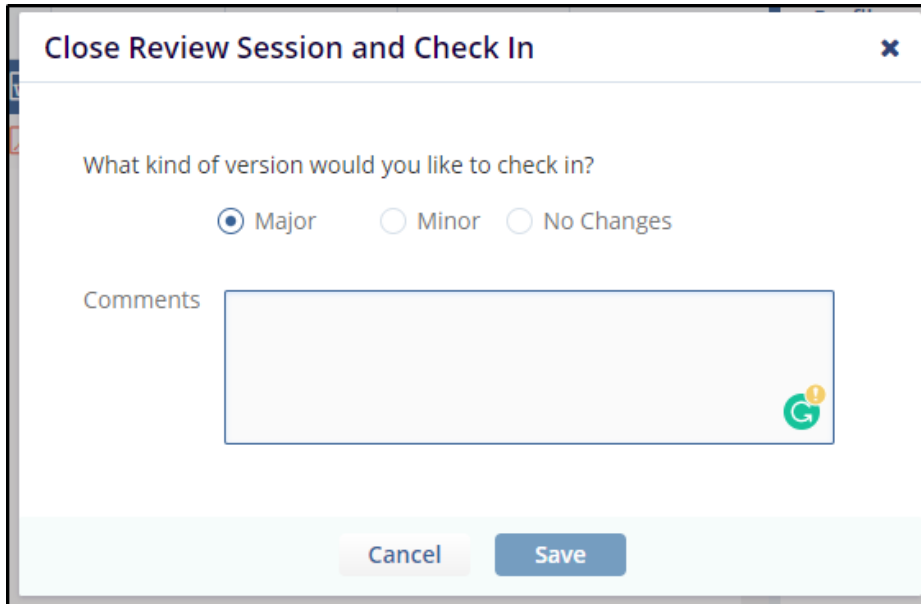 Close Review Session and Check In
What kind of version would you like to check in?
Major Minor No Changes
Comments
Cancel Save